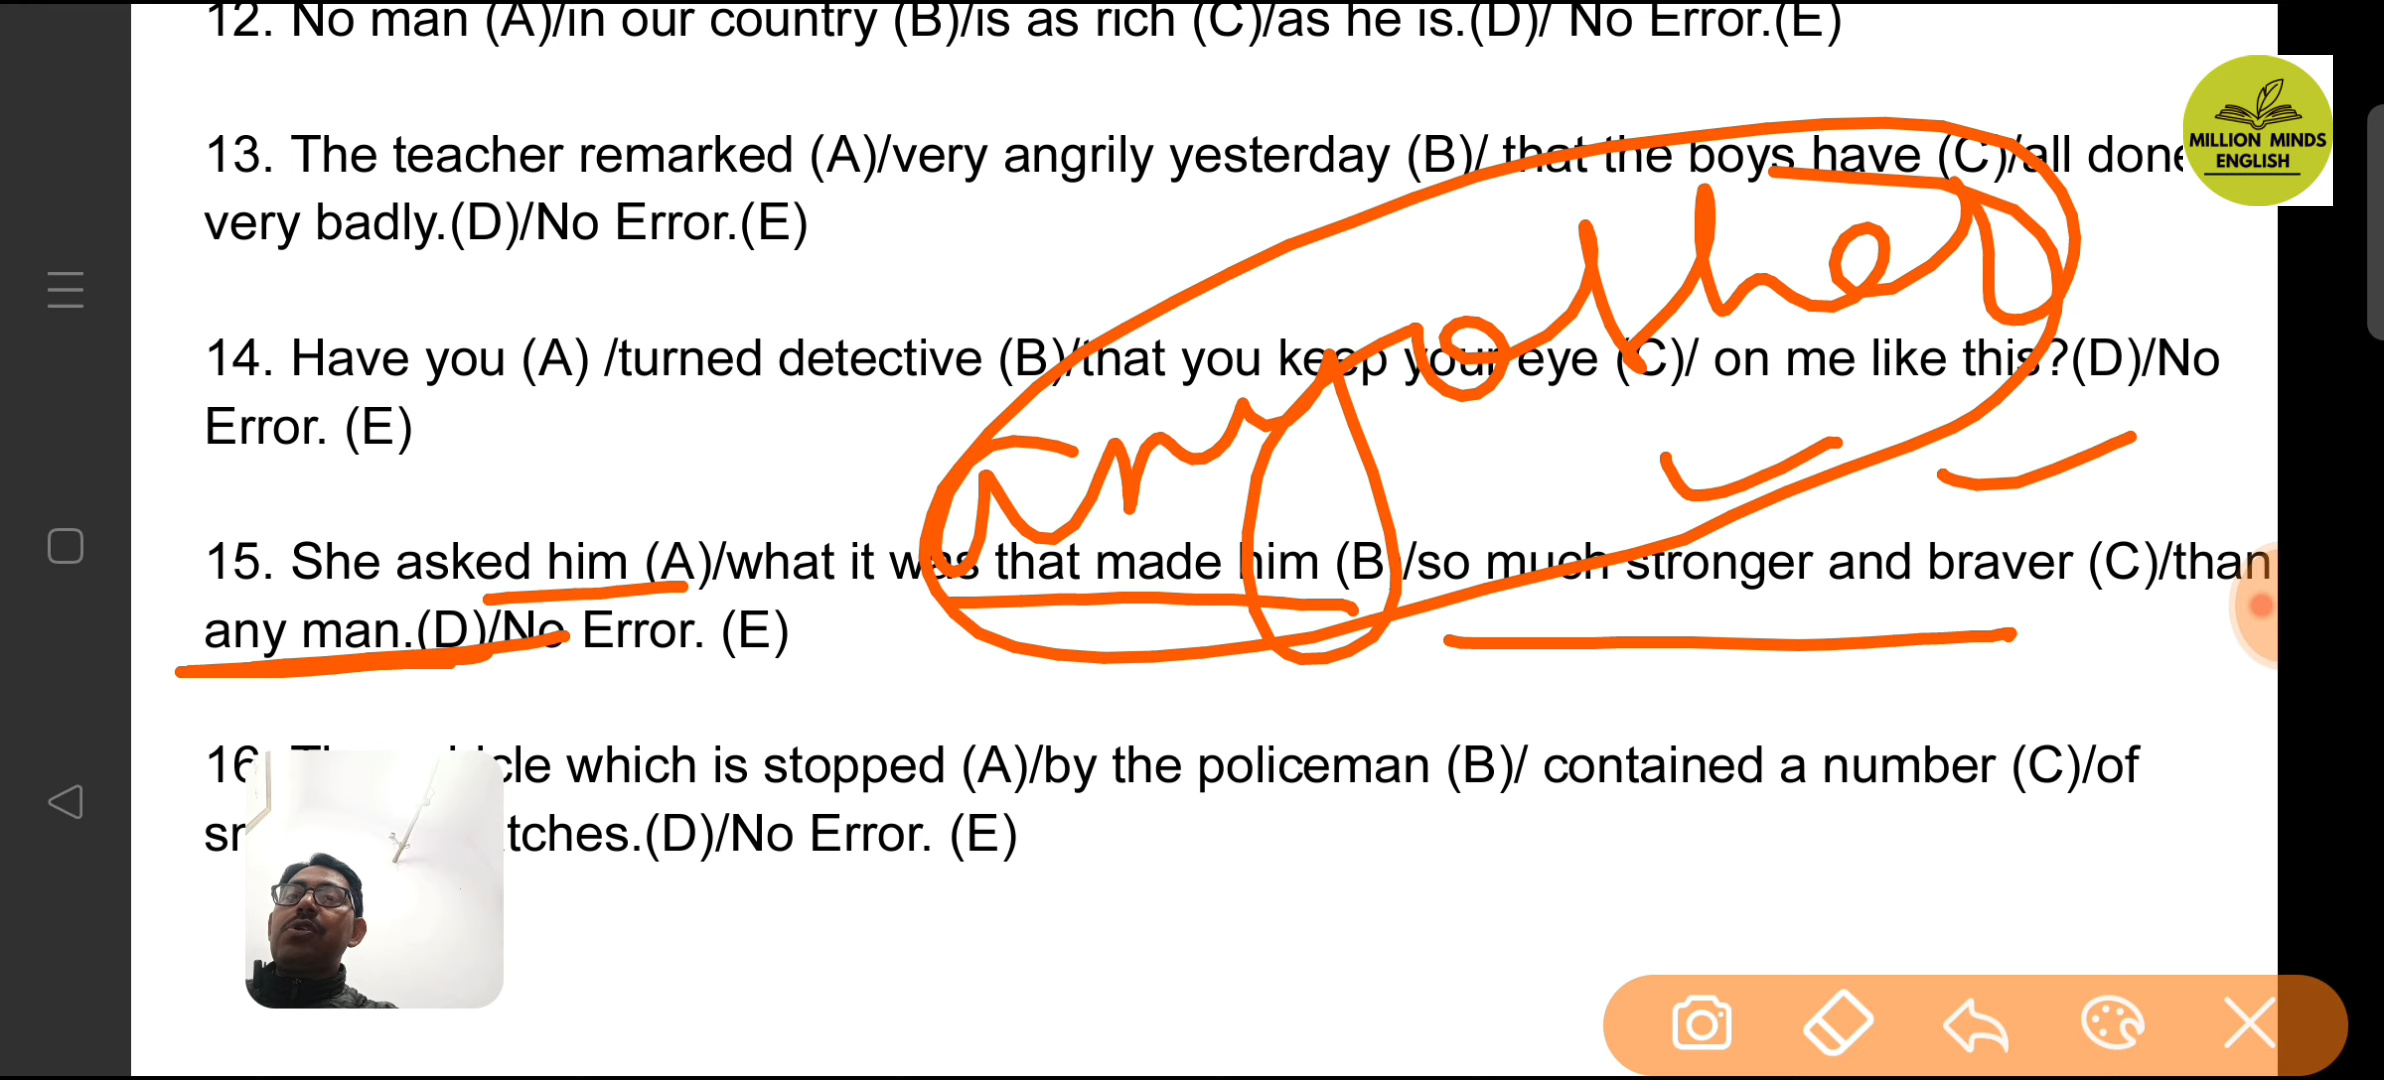 12. No man (A)/in our country (B)/is as rich (C)/as he is.(D)/ No Error.(E)
MILLION MINDS
ENGLISH
13. The teacher remarked (A)/very angrily yesterday (B)/ that the boys have (C)/all done
very badly.(D)/No Error.(E)
any other
14. Have you (A) /turned detective (B)/that you keep your eye (C)/ on me like this?(D)/No
Error. (E)
15. She asked him (A)/what it was that made him (B)/so much stronger and braver (C)/than
any man.(D)/No Error. (E)
16 which is stopped (A)/by the policeman (B)/ contained a number (C)/of
(D)/No Error. (E)